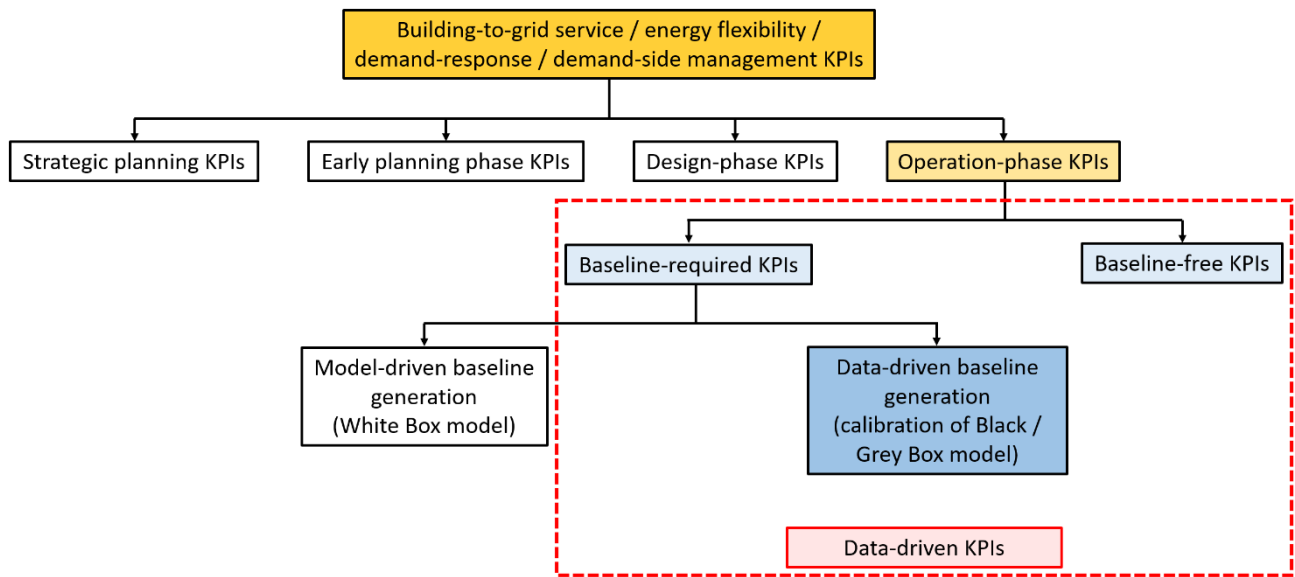 Building-to-grid service / energy flexibility /
demand-response / demand-side management KPIs
Strategic planning KPIs
Early planning phase KPIs
Design-phase KPIs
Operation-phase KPIs
Baseline-required KPIs
Baseline-free KPIs
Model-driven baseline
generation
(White Box model)
Data-driven baseline
generation
(calibration of Black /
Grey Box model)
Data-driven KPIs